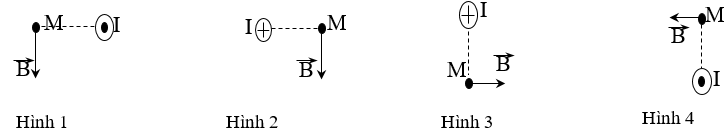 M I B⃗
I M B⃗
I M B⃗
M B⃗ I
Hình 1 Hình 2 Hình 3 Hình 4